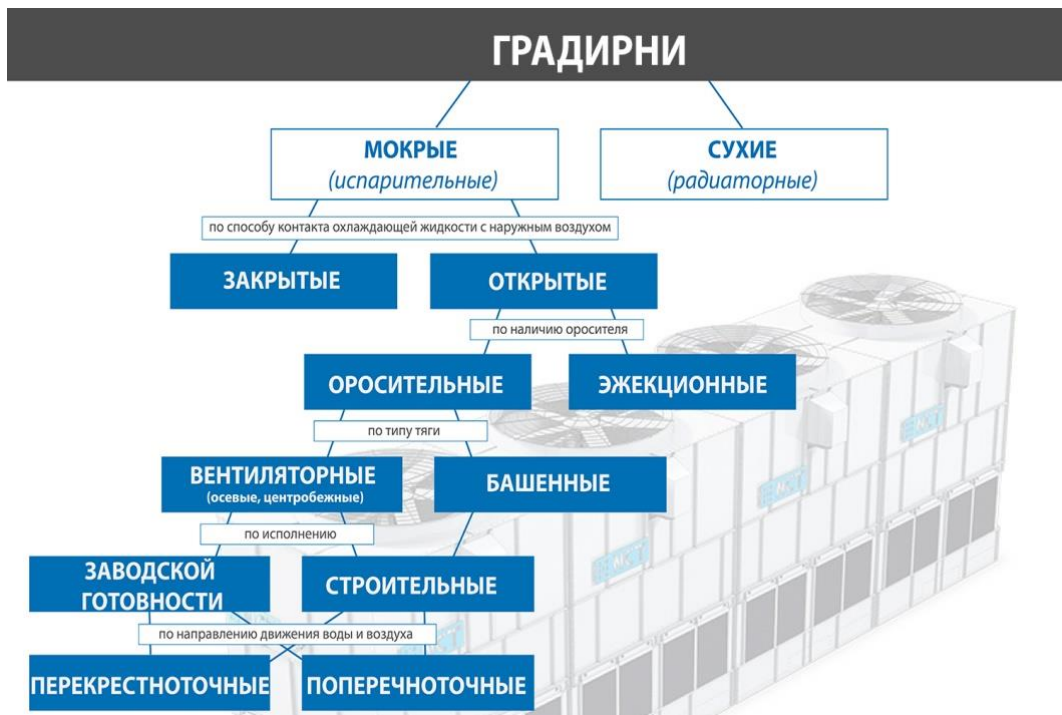 ГРАДИРНИ
МОКРЫЕ
(испарительные)
СУХИЕ
(радиаторные)
по способу контакта охлаждающей жидкости с наружным воздухом
ЗАКРЫТЫЕ
ОТКРЫТЫЕ
по наличию оросителя
ОРОСИТЕЛЬНЫЕ
ЭЖЕКЦИОННЫЕ
по типу тяги
ВЕНТИЛЯТОРНЫЕ
(осевые, центробежные)
БАШЕННЫЕ
по исполнению
ЗАВОДСКОЙ
ГОТОВНОСТИ
СТРОИТЕЛЬНЫЕ
по направлению движения воды и воздуха
ПЕРЕКРЕСТНОТОЧНЫЕ
ПОПЕРЕЧНОТОЧНЫЕ